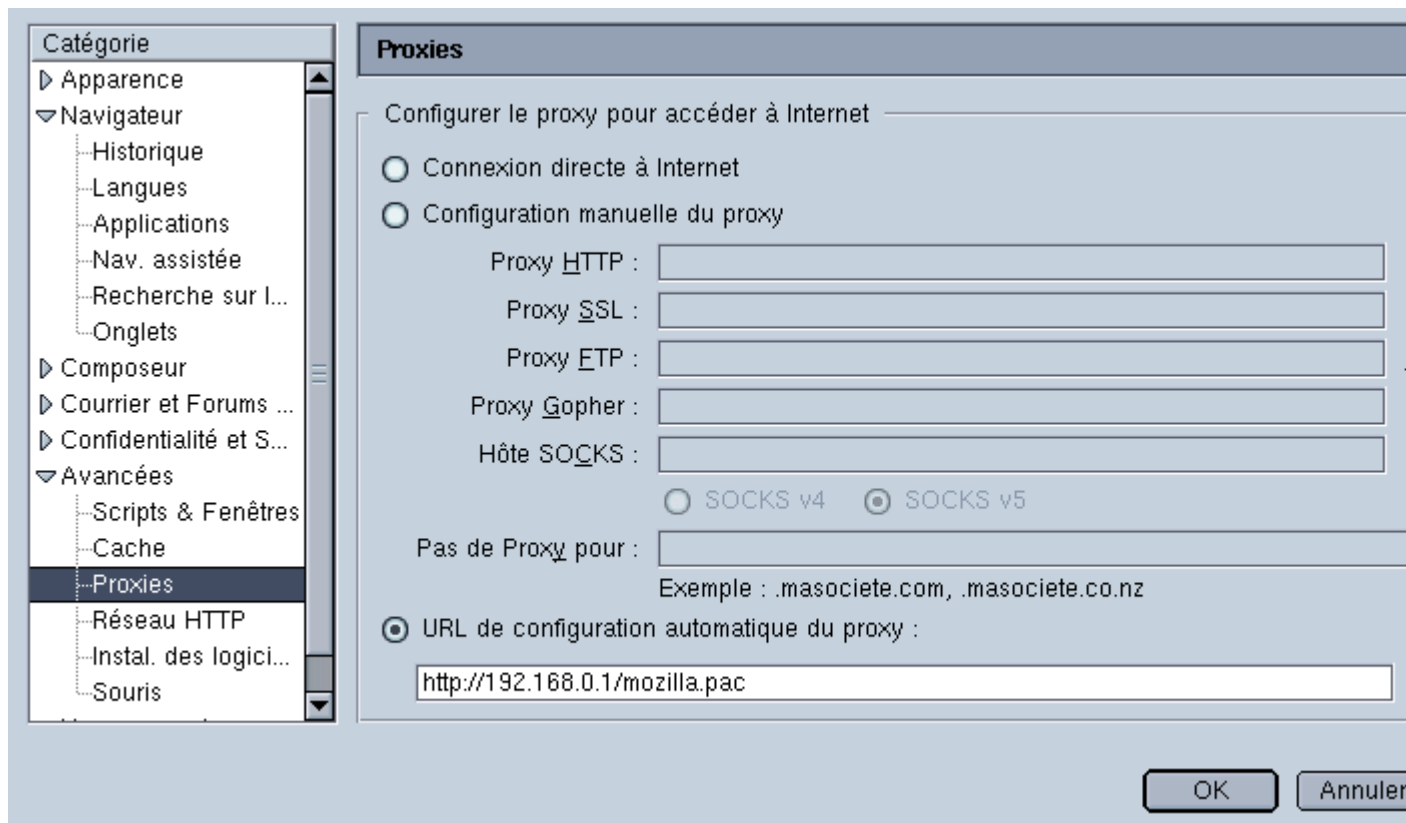 Catégorie
Apparence
Navigateur
Historique
Langues
Applications
Nav. assistée
Recherche sur l...
Onglets
Composeur
Courrier et Forums ...
Confidentialité et S...
Avancées
Scripts & Fenêtres
Cache
Proxies
Réseau HTTP
Instal. des logici...
Souris
Proxies
Configurer le proxy pour accéder à Internet
Connexion directe à Internet
Configuration manuelle du proxy
Proxy HTTP :
Proxy SSL :
Proxy FTP :
Proxy Gopher :
Hôte SOCKS :
SOCKS v4 SOCKS v5
Pas de Proxy pour :
Exemple : .masociete.com, .masociete.co.nz
URL de configuration automatique du proxy :
http://192.168.0.1/mozilla.pac
OK Annuler